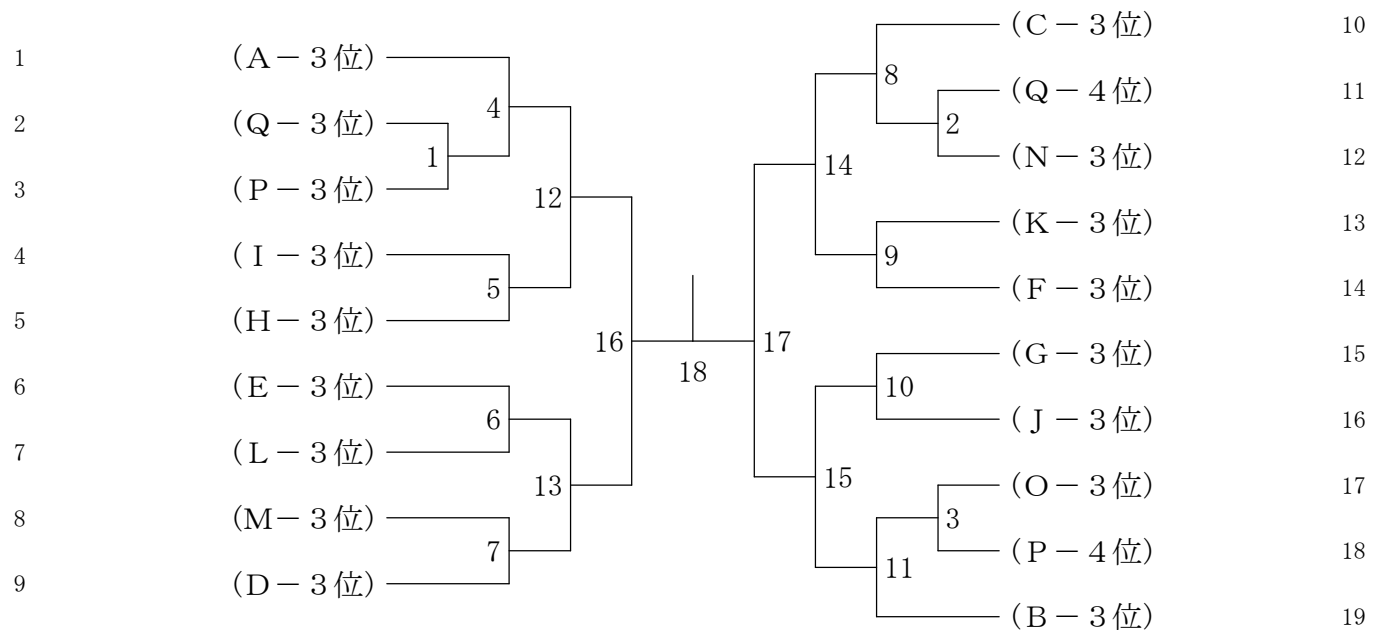 1 （A－３位）
2 （Q－３位）
3 （P－３位）
4 （I－３位）
5 （H－３位）
6 （E－３位）
7 （L－３位）
8 （M－３位）
9 （D－３位）
4
1
12
5
16
6
13
7
18
（C－３位） 10
（Q－４位） 11
（N－３位） 12
（K－３位） 13
（F－３位） 14
（G－３位） 15
（J－３位） 16
（O－３位） 17
（P－４位） 18
（B－３位） 19
8
2
14
9
17
10
15
3
11